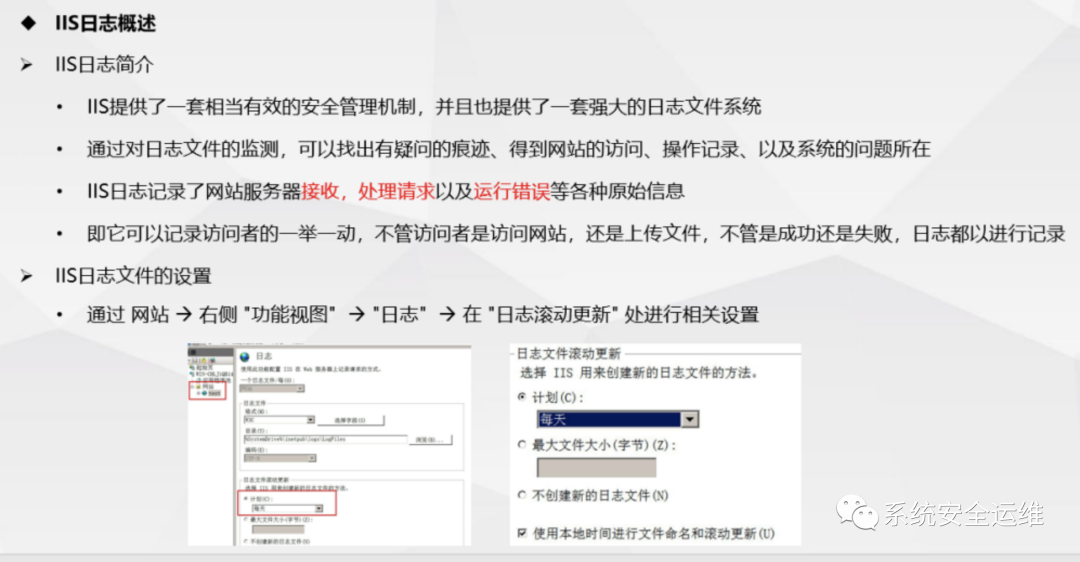 IIS日志概述
IIS日志简介
IIS提供了一套相当有效的安全管理机制，并且也提供了一套强大的日志文件系统
通过对日志文件的监测，可以找出有疑问的痕迹、得到网站的访问、操作记录、以及系统的问题所在
IIS日志记录了网站服务器接收，处理请求以及运行错误等各种原始信息
即它可以记录访问者的一举一动，不管访问者是访问网站，还是上传文件，不管是成功还是失败，日志都以进行记录
IIS日志文件的设置
通过 网站 → 右侧 "功能视图" → "日志" → 在 "日志滚动更新" 处进行相关设置
日志
使用此功能配置 IIS 在 Web 服务器上记录请求的方式。
一个日志文件/每(O):
日志文件
格式(M):
W3C
选择字段(S)
目录(Y):
%SystemDrive%\inetpub\logs\LogFiles
浏览(B)...
编码(E):
日志文件滚动更新
选择 IIS 用来创建新的日志文件的方法。
计划(C):
每天
最大文件大小(字节)(Z):
不创建新的日志文件(N)
日志文件滚动更新
选择 IIS 用来创建新的日志文件的方法。
计划(C):
每天
最大文件大小(字节)(Z):
不创建新的日志文件(N)
使用本地时间进行文件命名和滚动更新(U)
系统安全运维